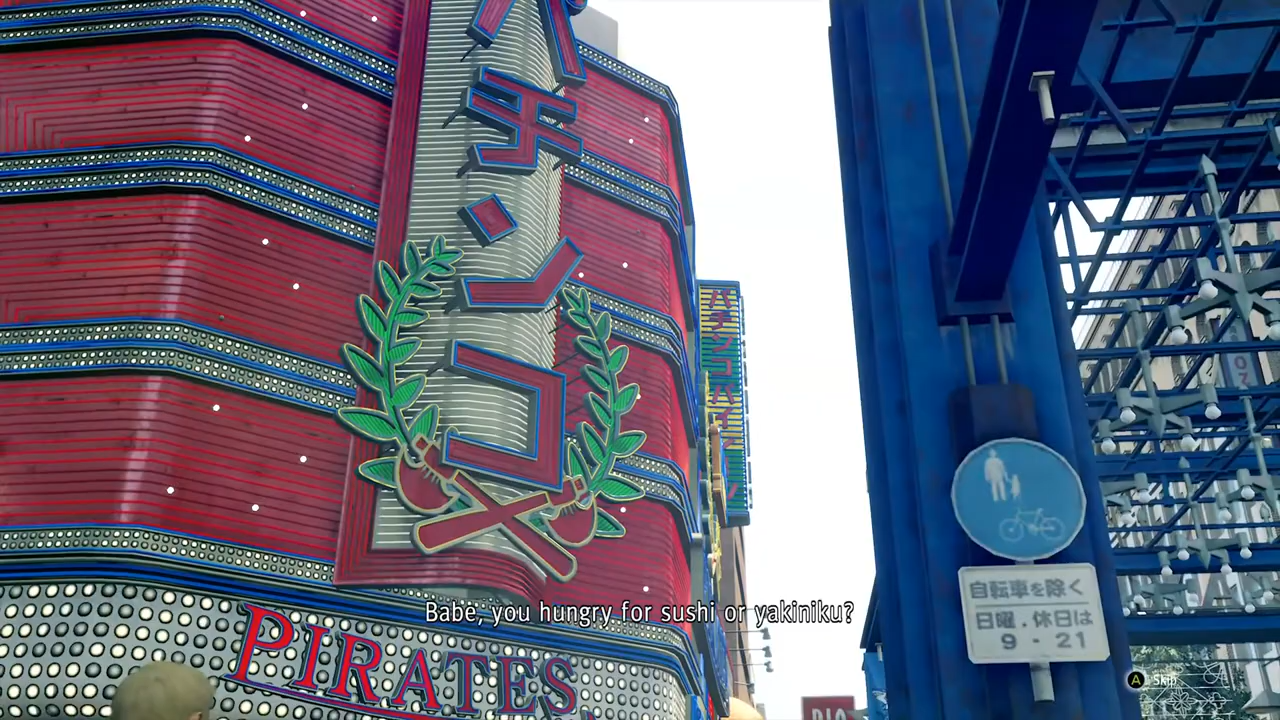 チンコ
パチンコ
自転車を除く
日曜・休日は
9 - 21
Babe, you hungry for sushi or yakiniku?
PIRATES
Skip